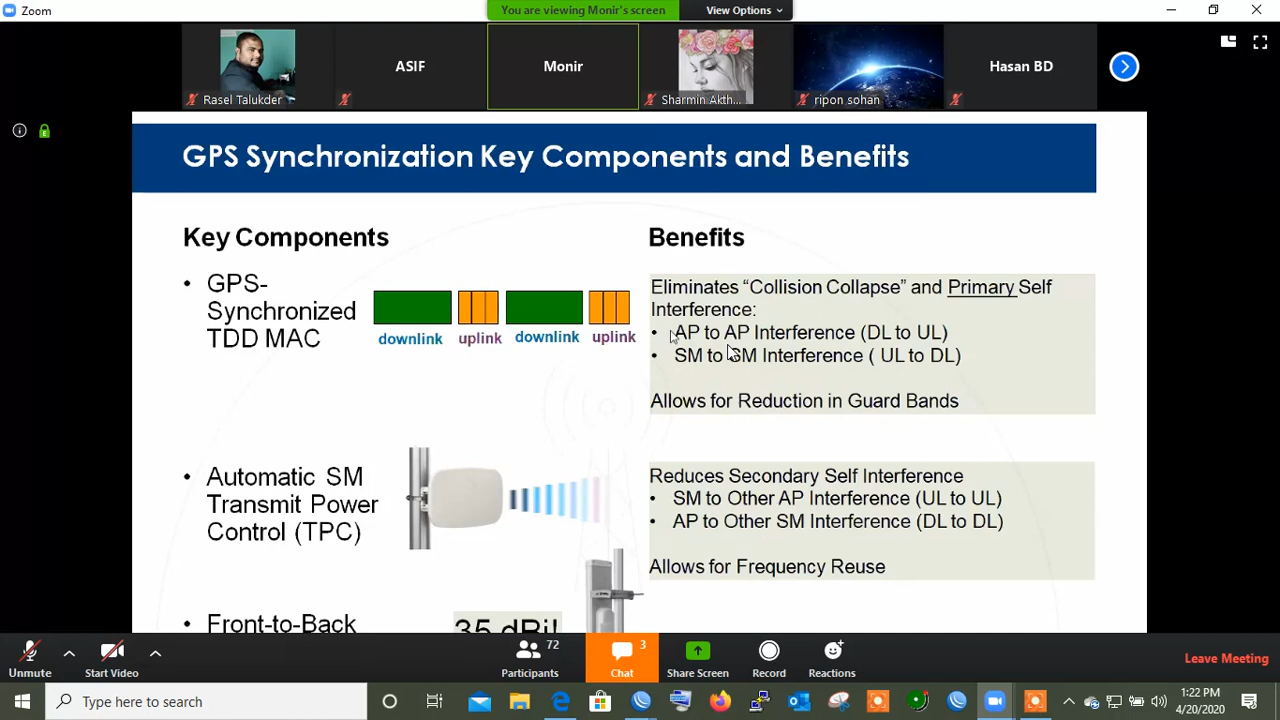 Zoom
You are viewing Monir's screen
View Options
Rasel Talukder
ASIF
Monir
Sharmin Akth...
ripon sohan
Hasan BD
GPS Synchronization Key Components and Benefits
Key Components
Benefits
• GPS-
Synchronized
TDD MAC
downlink uplink downlink uplink
Eliminates “Collision Collapse” and Primary Self
Interference:
• AP to AP Interference (DL to UL)
• SM to SM Interference ( UL to DL)
Allows for Reduction in Guard Bands
• Automatic SM
Transmit Power
Control (TPC)
Reduces Secondary Self Interference
• SM to Other AP Interference (UL to UL)
• AP to Other SM Interference (DL to DL)
Allows for Frequency Reuse
• Front-to-Back
35 dBi!
Unmute
Start Video
Participants
72
Chat
3
Share Screen
Record
Reactions
Leave Meeting
Type here to search
1:22 PM
4/20/2020